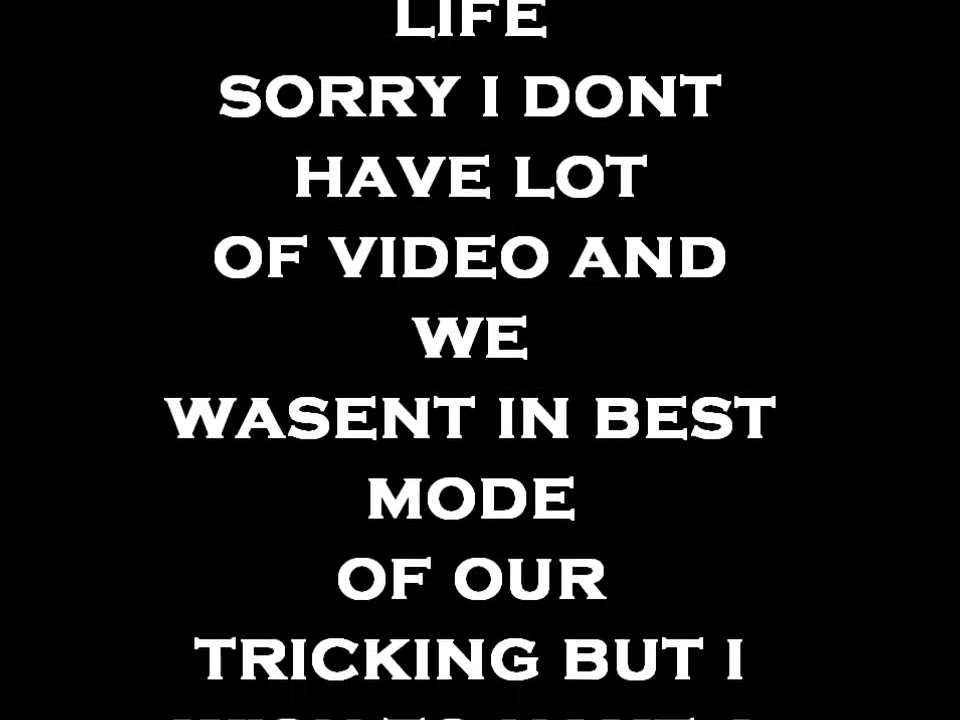 LIFE
SORRY I DONT
HAVE LOT
OF VIDEO AND
WE
WASENT IN BEST
MODE
OF OUR
TRICKING BUT I